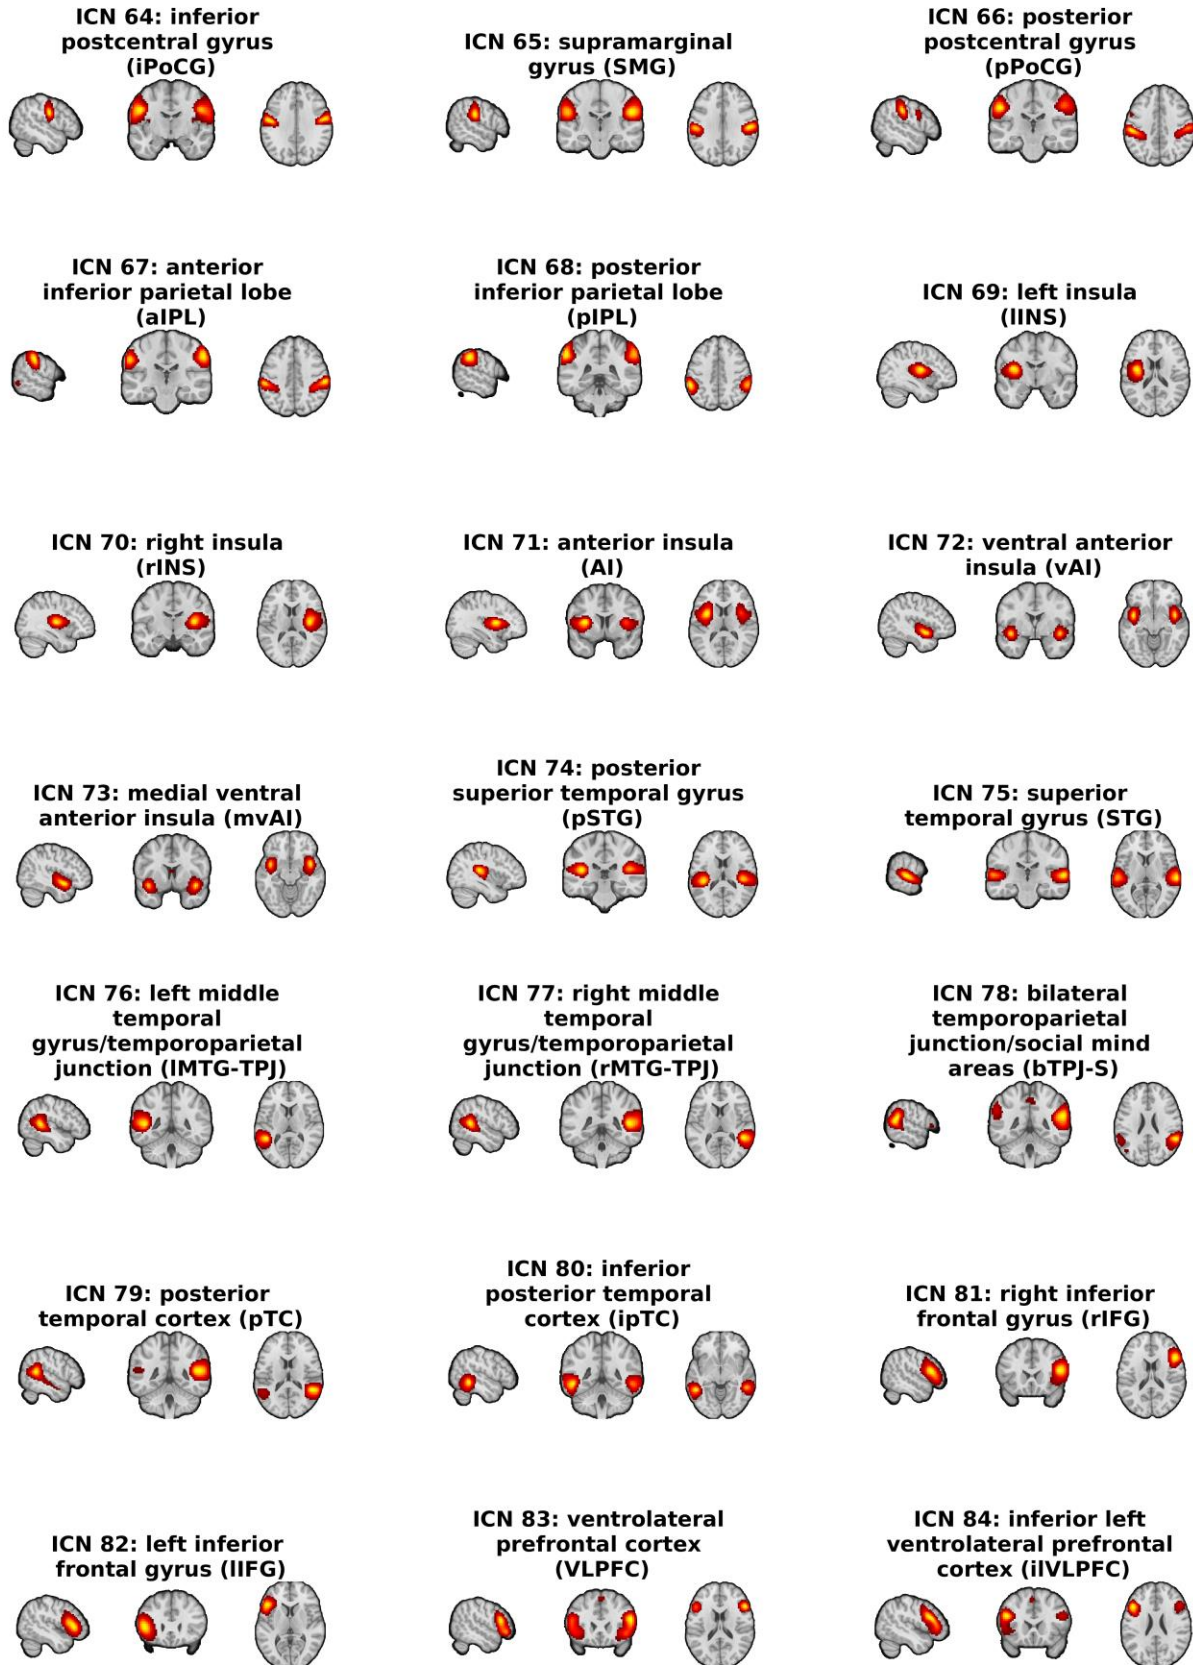 ICN 64: inferior
postcentral gyrus
(iPoCG)
ICN 65: supramarginal
gyrus (SMG)
ICN 66: posterior
postcentral gyrus
(pPoCG)
ICN 67: anterior
inferior parietal lobe
(aIPL)
ICN 68: posterior
inferior parietal lobe
(pIPL)
ICN 69: left insula
(lINS)
ICN 70: right insula
(rINS)
ICN 71: anterior insula
(AI)
ICN 72: ventral anterior
insula (vAI)
ICN 73: medial ventral
anterior insula (mvAI)
ICN 74: posterior
superior temporal gyrus
(pSTG)
ICN 75: superior
temporal gyrus (STG)
ICN 76: left middle
temporal
gyrus/temporoparietal
junction (lMTG-TPJ)
ICN 77: right middle
temporal
gyrus/temporoparietal
junction (rMTG-TPJ)
ICN 78: bilateral
temporoparietal
junction/social mind
areas (bTPJ-S)
ICN 79: posterior
temporal cortex (pTC)
ICN 80: inferior
posterior temporal
cortex (ipTC)
ICN 81: right inferior
frontal gyrus (rIFG)
ICN 82: left inferior
frontal gyrus (lIFG)
ICN 83: ventrolateral
prefrontal cortex
(VLPFC)
ICN 84: inferior left
ventrolateral prefrontal
cortex (ilVLPFC)